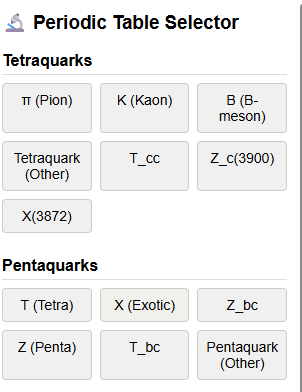 Periodic Table Selector
Tetraquarks
π (Pion)
K (Kaon)
B (B-
meson)
Tetraquark
(Other)
T_cc
Z_c(3900)
X(3872)
Pentaquarks
T (Tetra)
X (Exotic)
Z_bc
Z (Penta)
T_bc
Pentaquark
(Other)